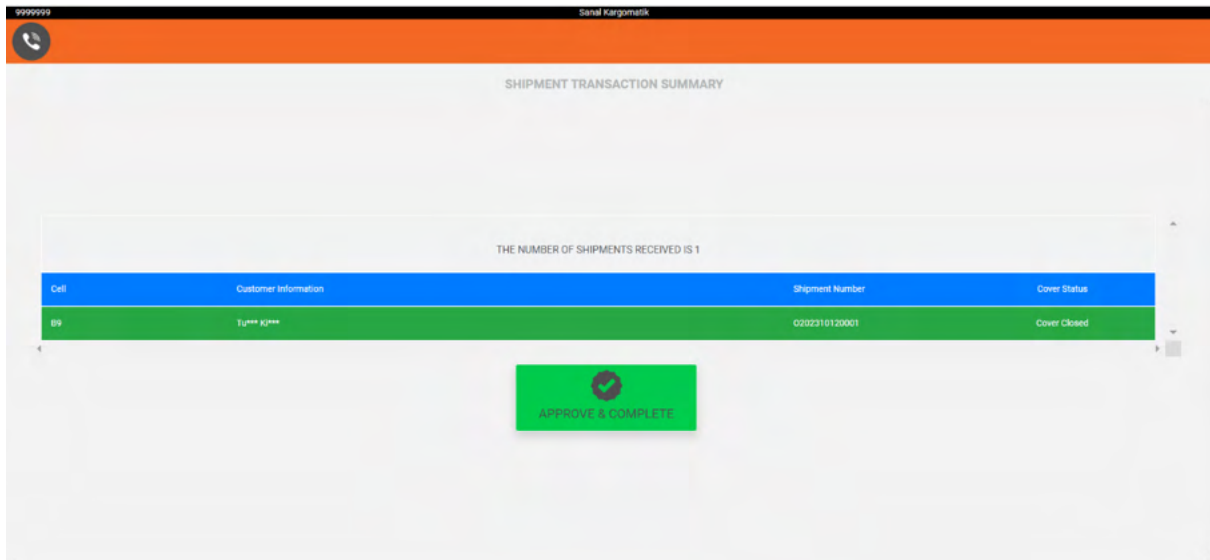 9999999 Sanal Kargomatik
SHIPMENT TRANSACTION SUMMARY
THE NUMBER OF SHIPMENTS RECEIVED IS 1
Cell Customer Information Shipment Number Cover Status
B9 Tu*** Ki*** O202310120001 Cover Closed
APPROVE & COMPLETE